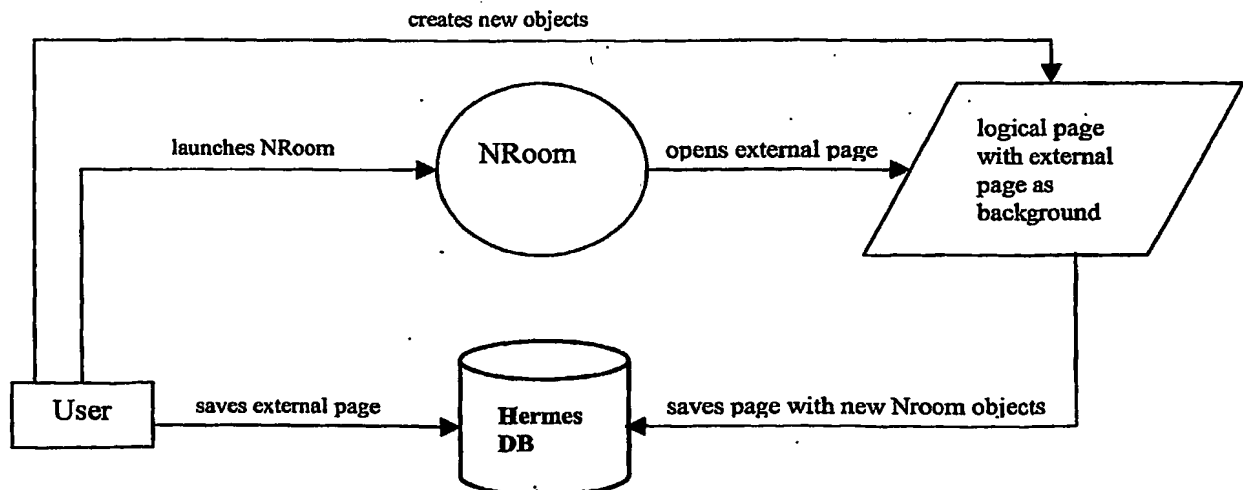 creates new objects
launches NRoom
NRoom
opens external page
logical page
with external
page as
background
User
saves external page
Hermes
DB
saves page with new Nroom objects